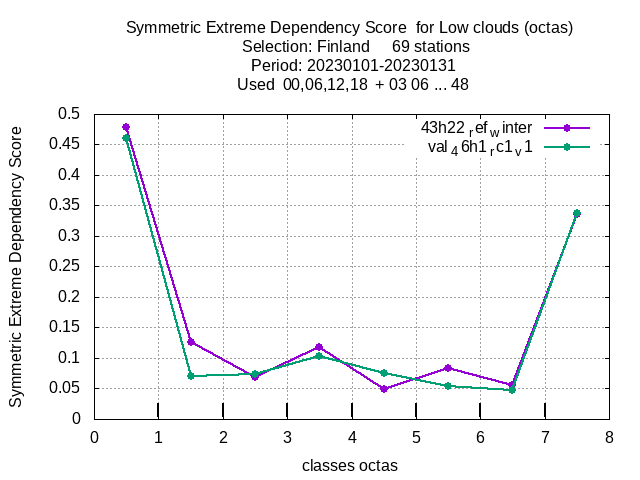 Symmetric Extreme Dependency Score  for Low clouds (octas)
Selection: Finland     69 stations
Period: 20230101-20230131
Used  00,06,12,18  + 03 06 ... 48
Symmetric Extreme Dependency Score
43h22 r ef w inter
val 4 6h1 r c1 v 1
0.5
0.45
0.4
0.35
0.3
0.25
0.2
0.15
0.1
0.05
0
0 1 2 3 4 5 6 7 8
classes octas